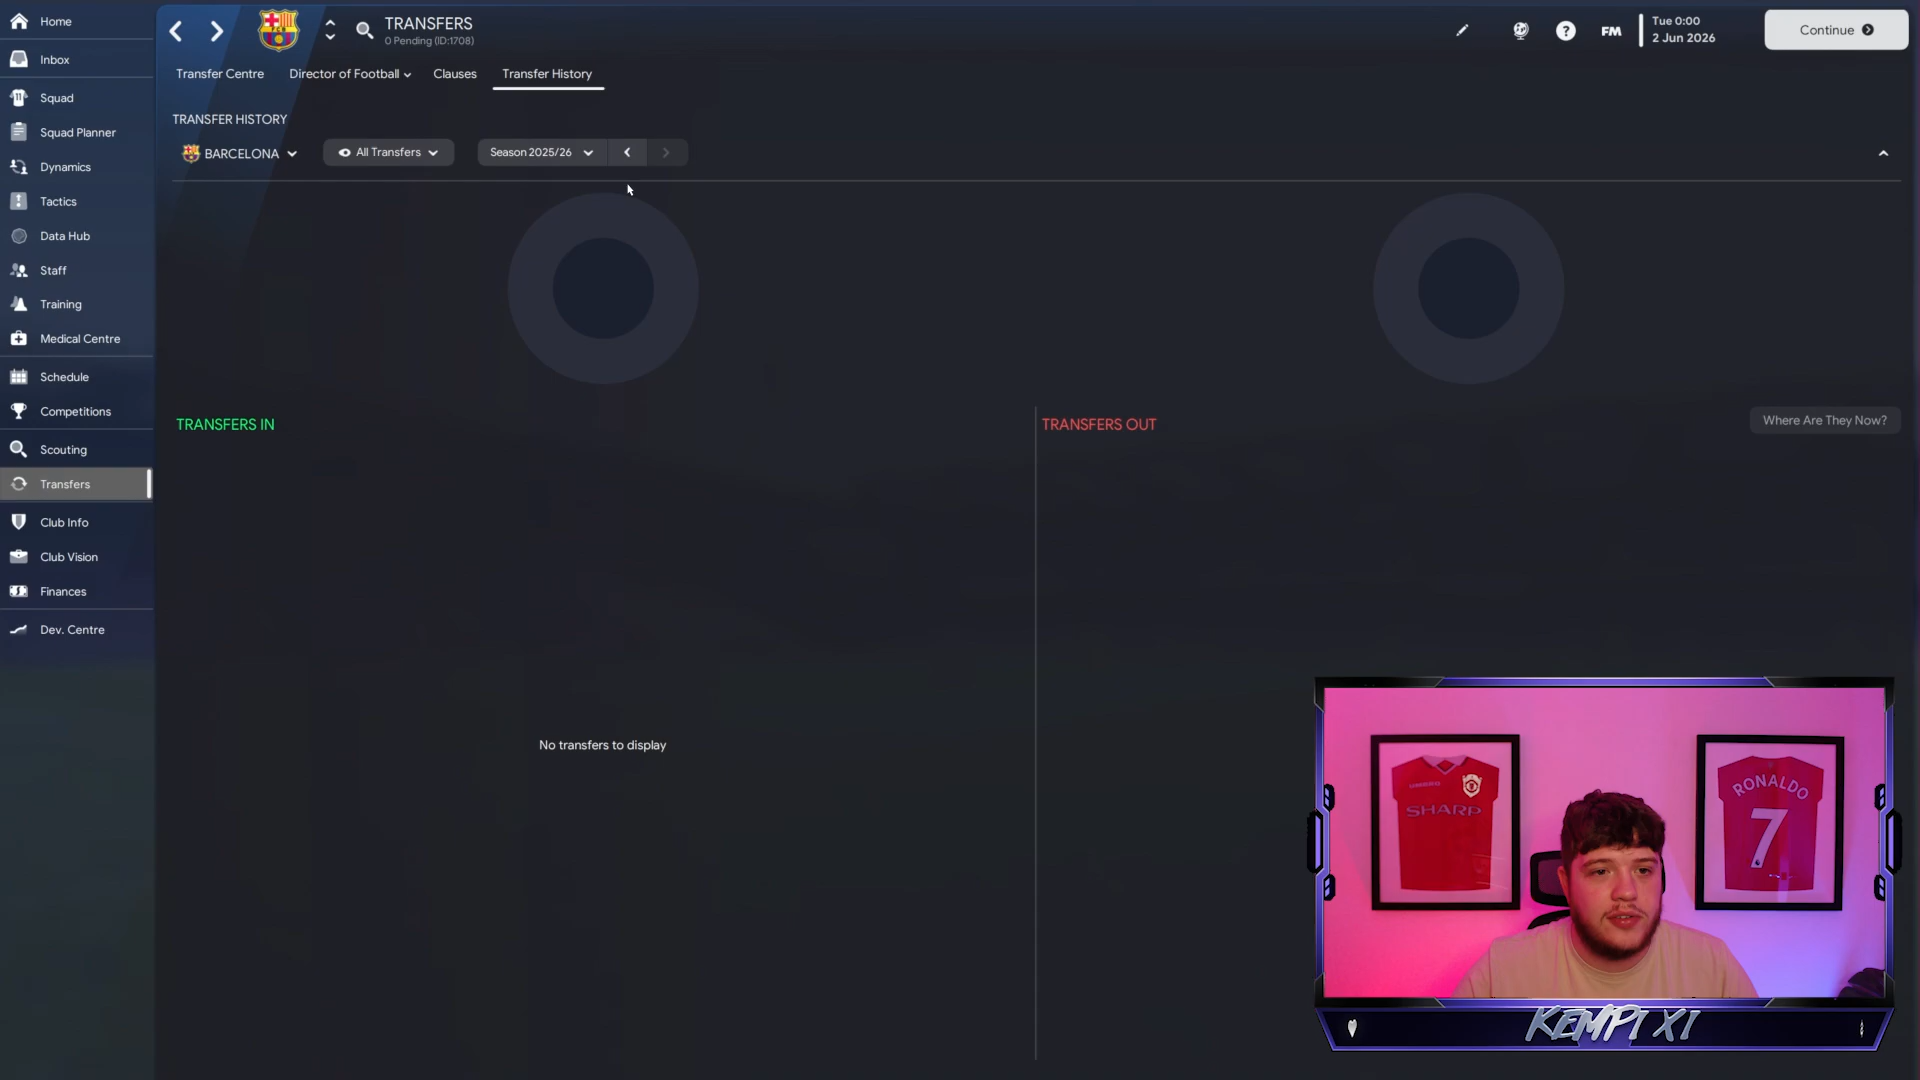 Home
Inbox
Squad
Squad Planner
Dynamics
Tactics
Data Hub
Staff
Training
Medical Centre
Schedule
Competitions
Scouting
Transfers
Club Info
Club Vision
Finances
Dev. Centre
TRANSFERS
0 Pending (ID:1708)
FM
Tue 0:00
2 Jun 2026
Continue
Transfer Centre
Director of Football
Clauses
Transfer History
TRANSFER HISTORY
BARCELONA
All Transfers
Season 2025/26
TRANSFERS IN
No transfers to display
TRANSFERS OUT
Where Are They Now?
umbro
SHARP
RONALDO
7
KEMPI XI